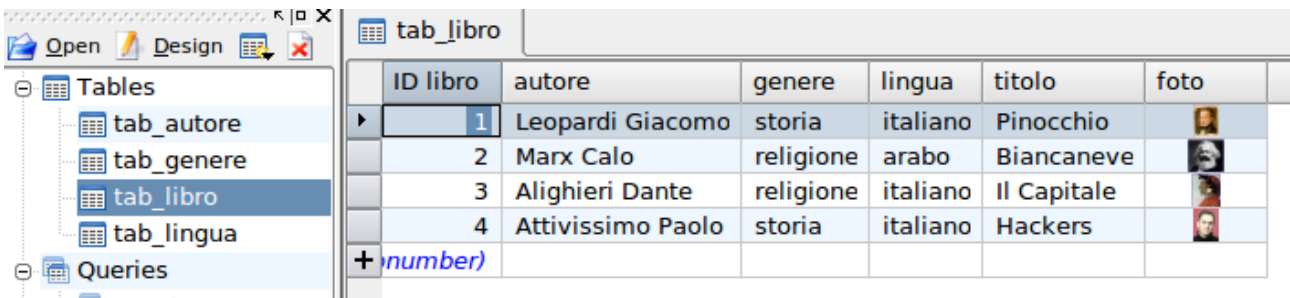 Open Design
Tables
tab_autore
tab_genere
tab_libro
tab_lingua
Queries
tab_libro
ID libro autore genere lingua titolo foto
1 Leopardi Giacomo storia italiano Pinocchio
2 Marx Calo religione arabo Biancaneve
3 Alighieri Dante religione italiano Il Capitale
4 Attivissimo Paolo storia italiano Hackers
number)